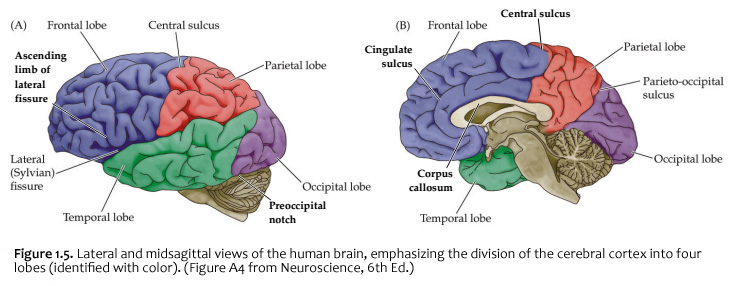 (A)
Frontal lobe
Central sulcus
Ascending
limb of
lateral
fissure
Parietal lobe
Lateral
(Sylvian)
fissure
Temporal lobe
Occipital lobe
Preoccipital
notch
(B)
Frontal lobe
Central sulcus
Cingulate
sulcus
Parietal lobe
Parieto-occipital
sulcus
Occipital lobe
Corpus
callosum
Temporal lobe
Figure 1.5. Lateral and midsagittal views of the human brain, emphasizing the division of the cerebral cortex into four
lobes (identified with color). (Figure A4 from Neuroscience, 6th Ed.)